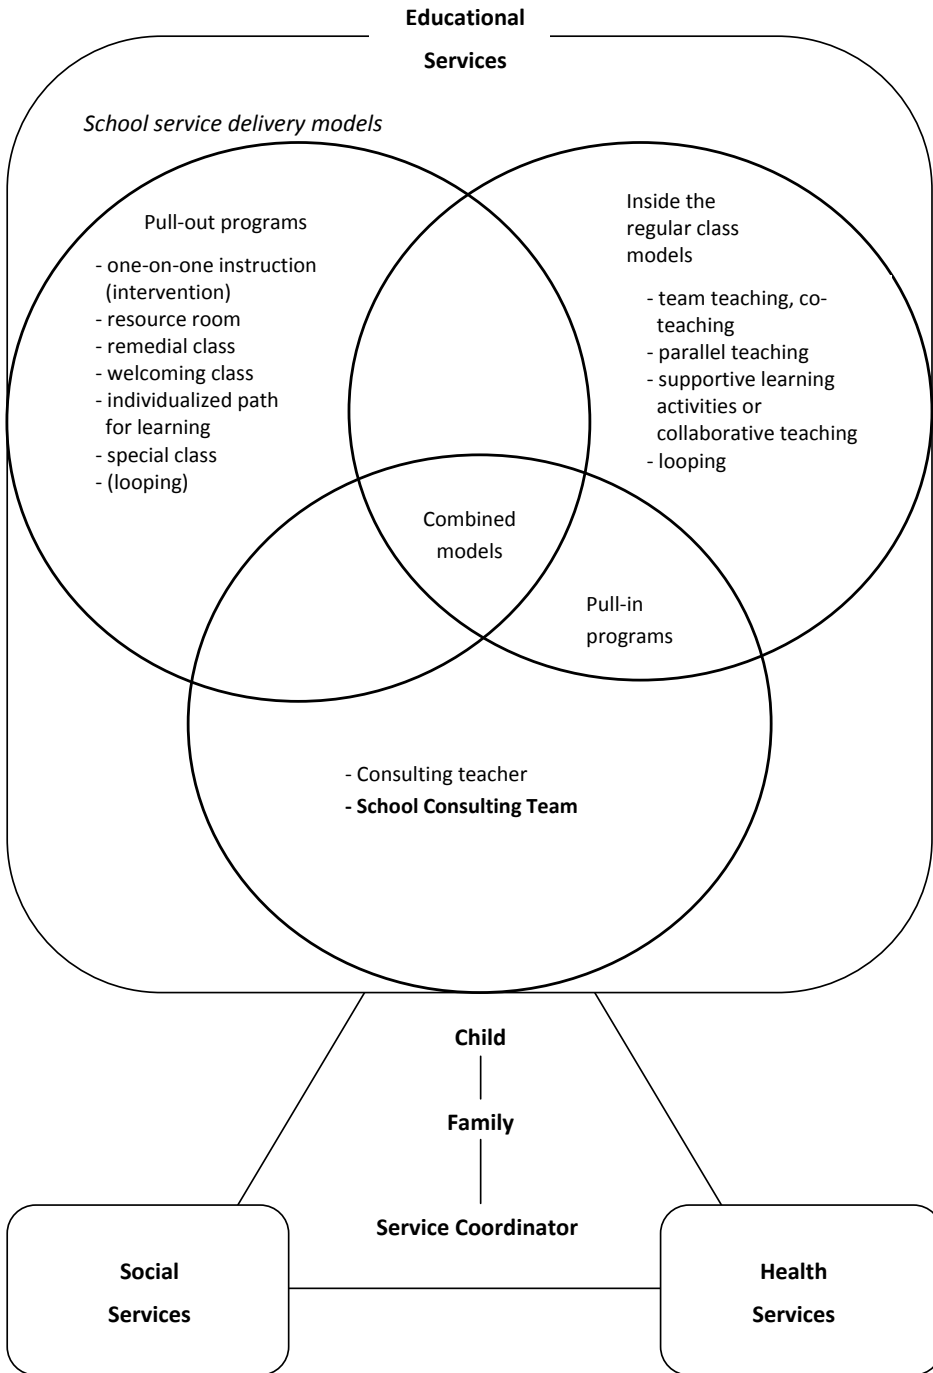 Educational
Services
School service delivery models
Pull-out programs
- one-on-one instruction
(intervention)
- resource room
- remedial class
- welcoming class
- individualized path
for learning
- special class
- (looping)
Inside the
regular class
models
- team teaching, co-
teaching
- parallel teaching
- supportive learning
activities or
collaborative teaching
- looping
Combined
models
Pull-in
programs
- Consulting teacher
- School Consulting Team
Child
Family
Service Coordinator
Social
Services
Health
Services